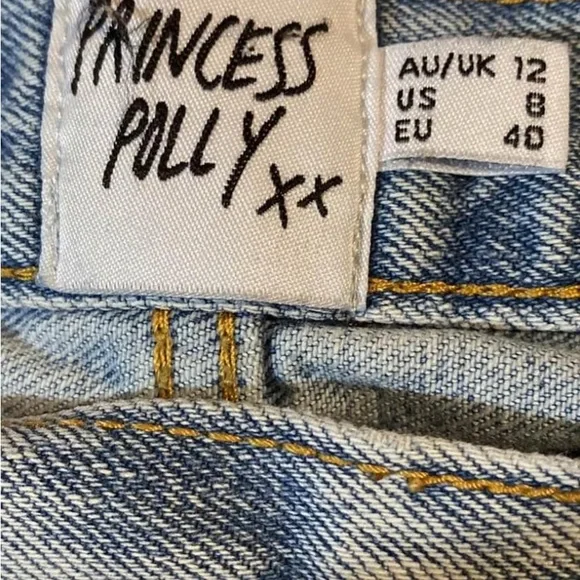 PRINCESS
POLLY xx
AU/UK 12
US 8
EU 40